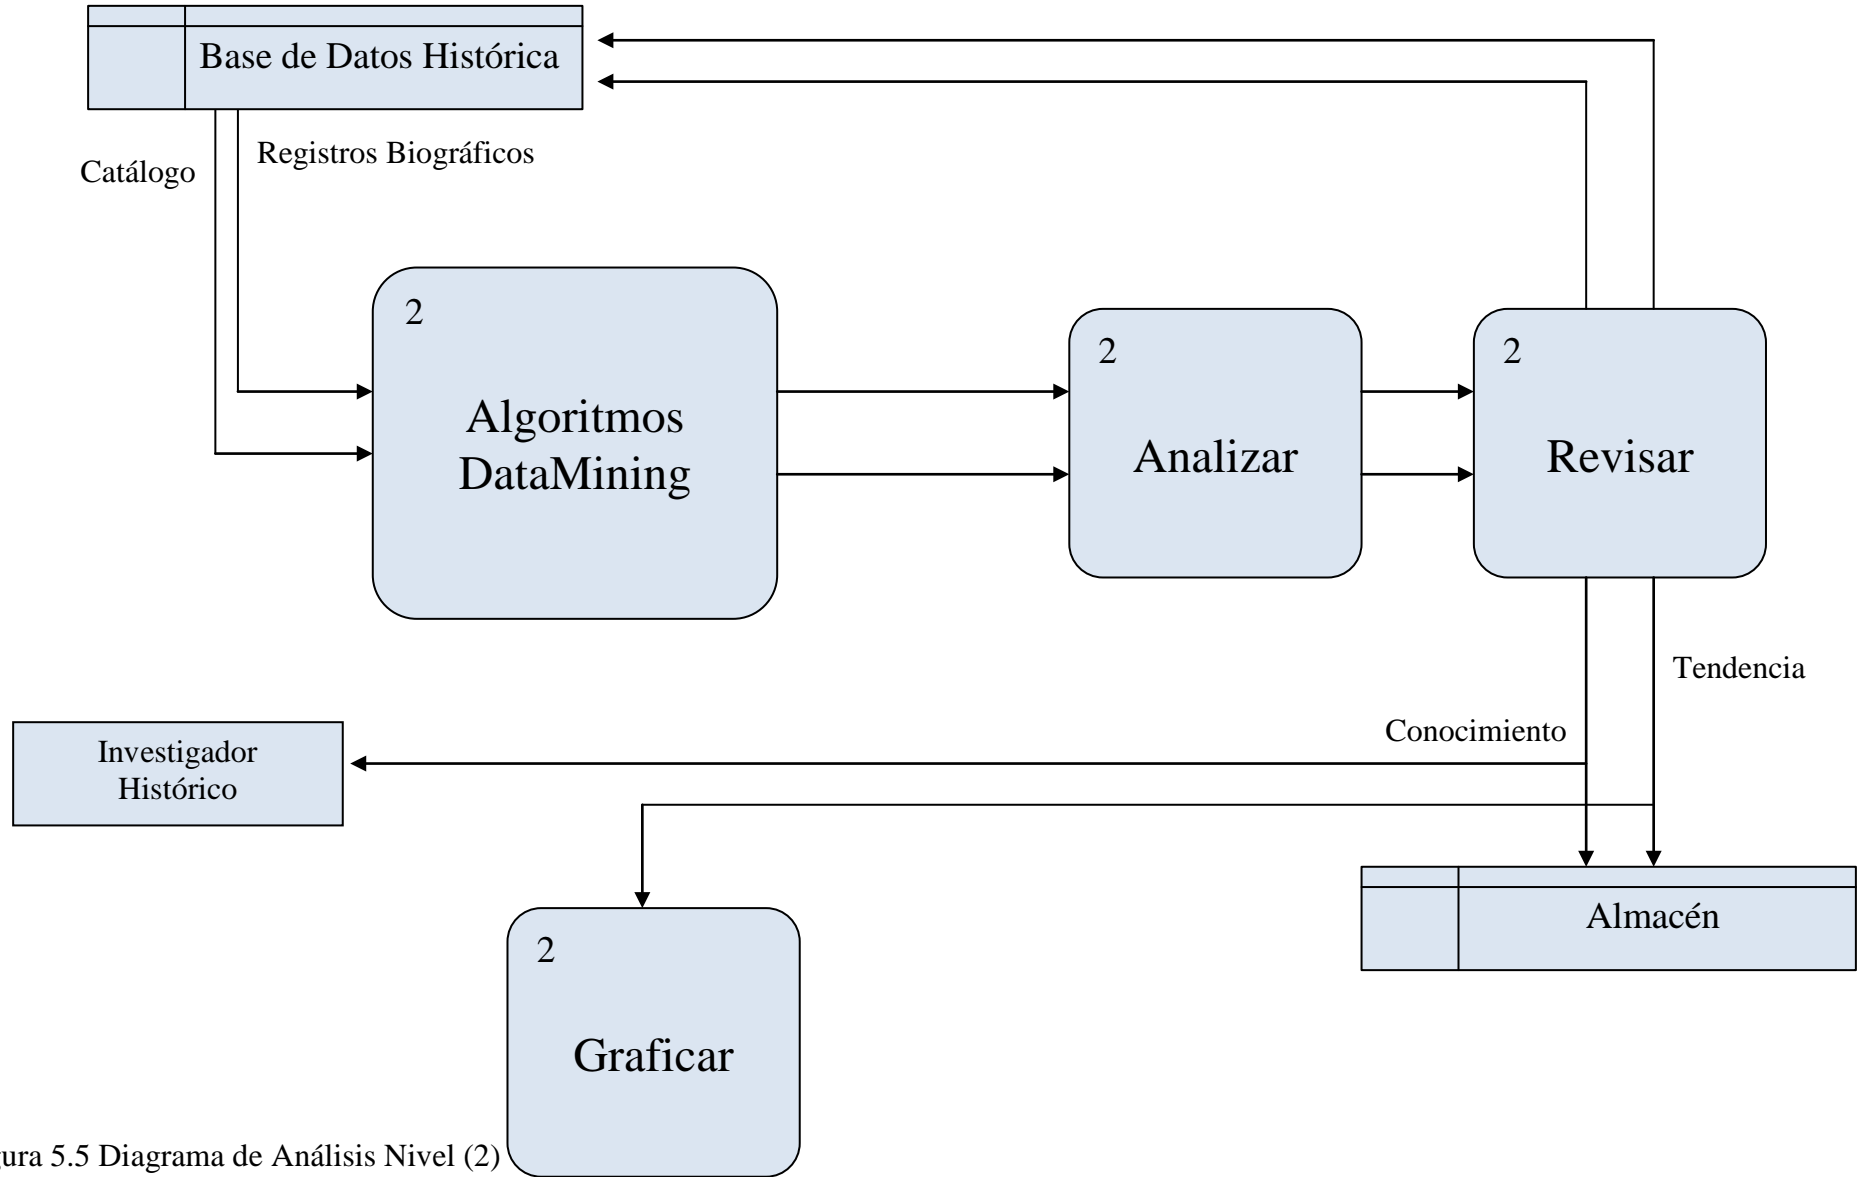 Base de Datos Histórica
Registros Biográficos
Catálogo
2
Algoritmos
DataMining
2
Analizar
2
Revisar
Tendencia
Conocimiento
Investigador
Histórico
Almacén
2
Graficar
ura 5.5 Diagrama de Análisis Nivel (2)